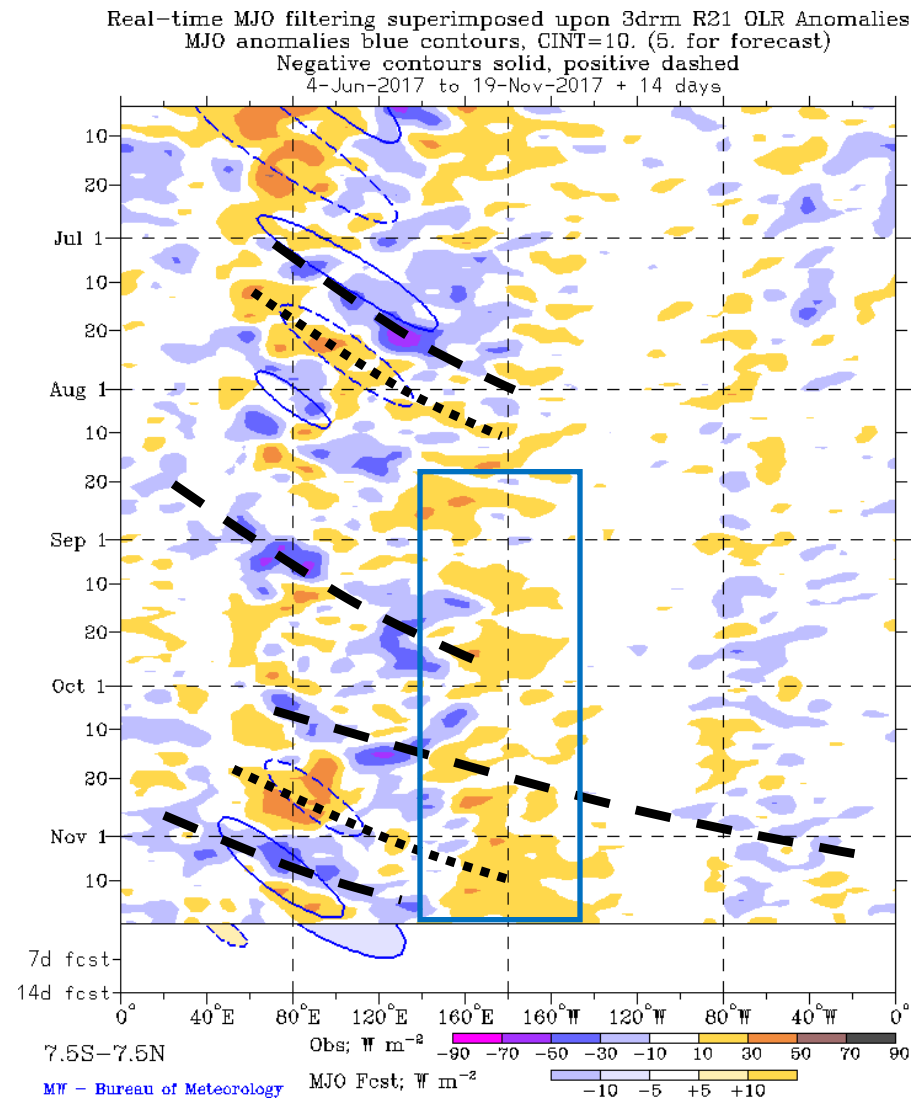 Real-time MJO filtering superimposed upon 3drm R21 OLR Anomalies
MJO anomalies blue contours, CINT=10. (5. for forecast)
Negative contours solid, positive dashed
4-Jun-2017 to 19-Nov-2017 + 14 days
10
20
Jul 1
10
20
Aug 1
10
20
Sep 1
10
20
Oct 1
10
20
Nov 1
10
7d fcst
14d fcst
0° 40°E 80°E 120°E 160°E 160°W 120°W 80°W 40°W 0°
7.5S-7.5N
Obs; W m-2
-90 -70 -50 -30 -10 10 30 50 70 90
MW - Bureau of Meteorology
MJO Fcst; W m-2
-10 -5 +5 +10